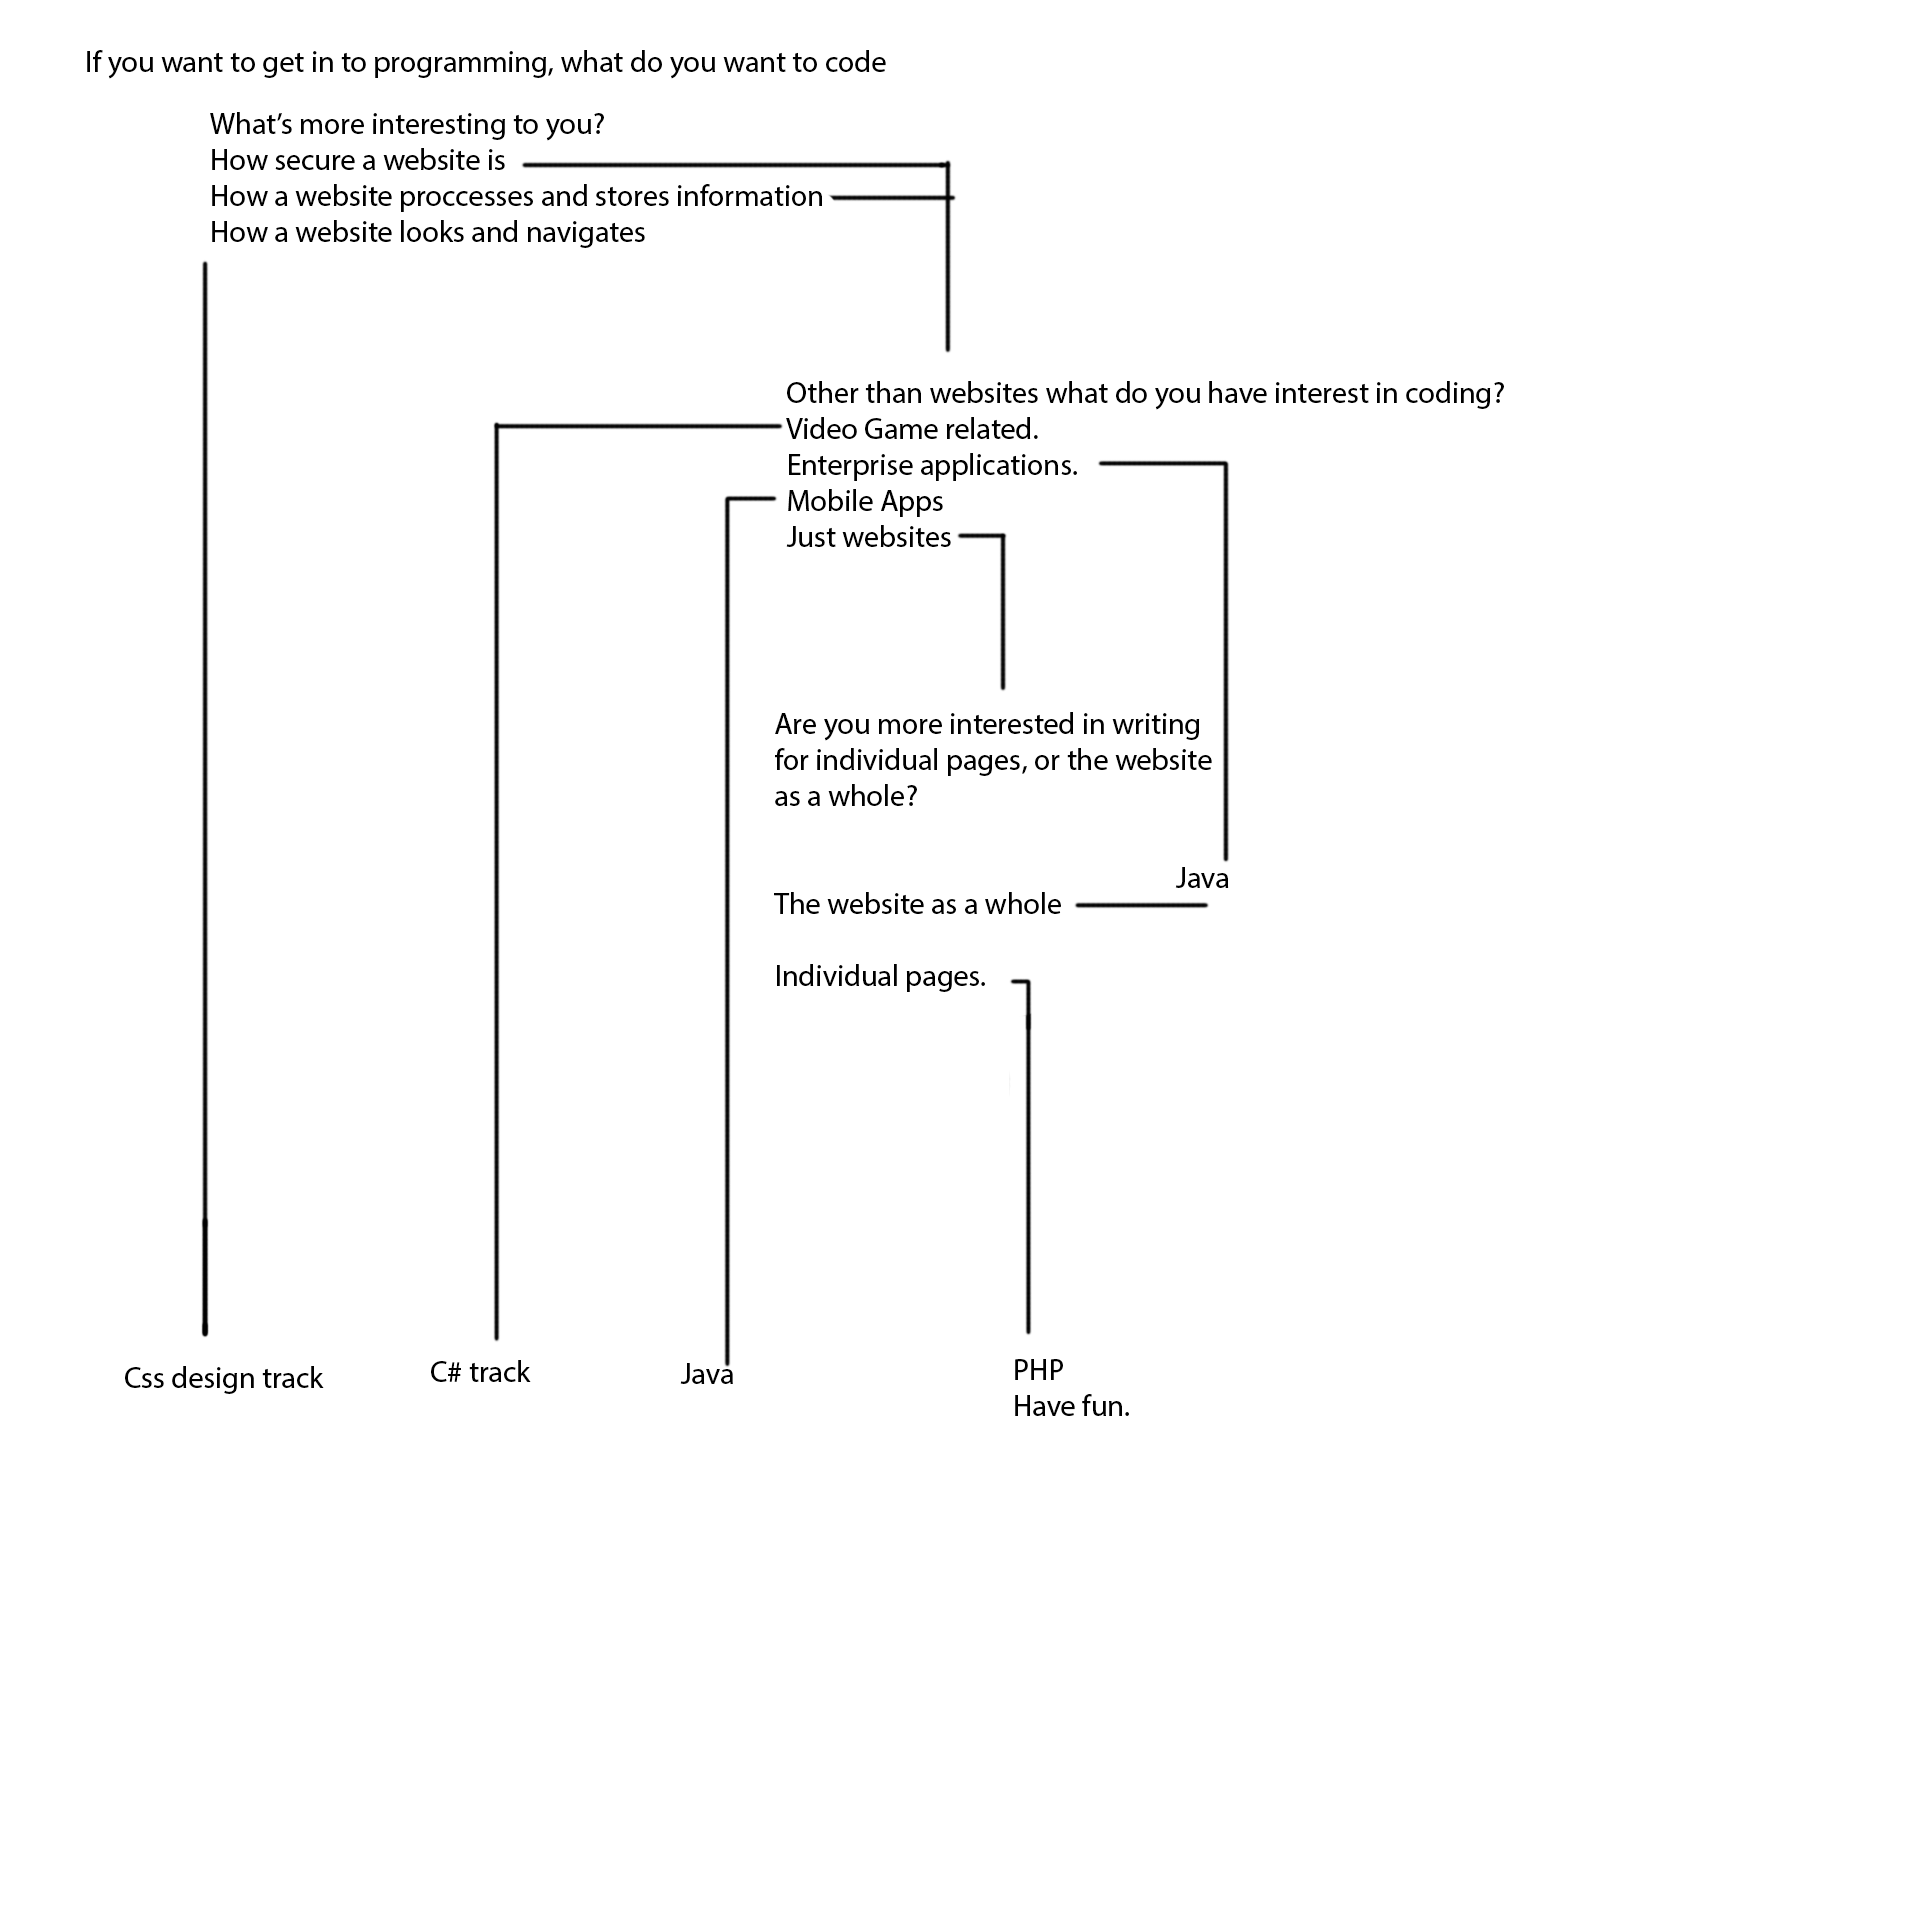 If you want to get in to programming, what do you want to code
What's more interesting to you?
How secure a website is
How a website proccesses and stores information
How a website looks and navigates
Other than websites what do you have interest in coding?
Video Game related.
Enterprise applications.
Mobile Apps
Just websites
Are you more interested in writing
for individual pages, or the website
as a whole?
Java
The website as a whole
Individual pages.
Css design track
C# track
Java
PHP
Have fun.